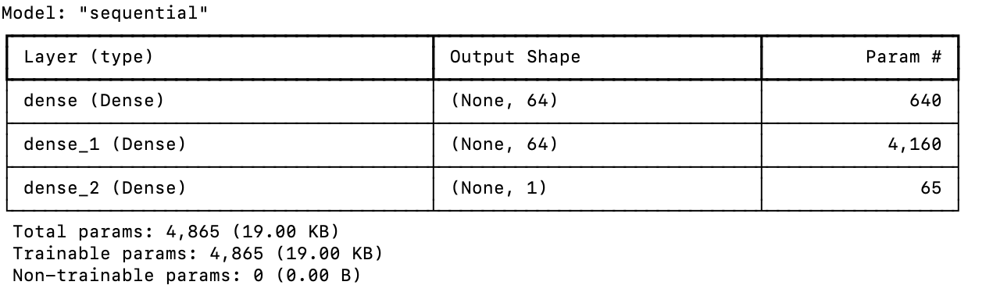 Model: "sequential"
Layer (type) Output Shape Param #
dense (Dense) (None, 64) 640
dense_1 (Dense) (None, 64) 4,160
dense_2 (Dense) (None, 1) 65
Total params: 4,865 (19.00 KB)
Trainable params: 4,865 (19.00 KB)
Non-trainable params: 0 (0.00 B)